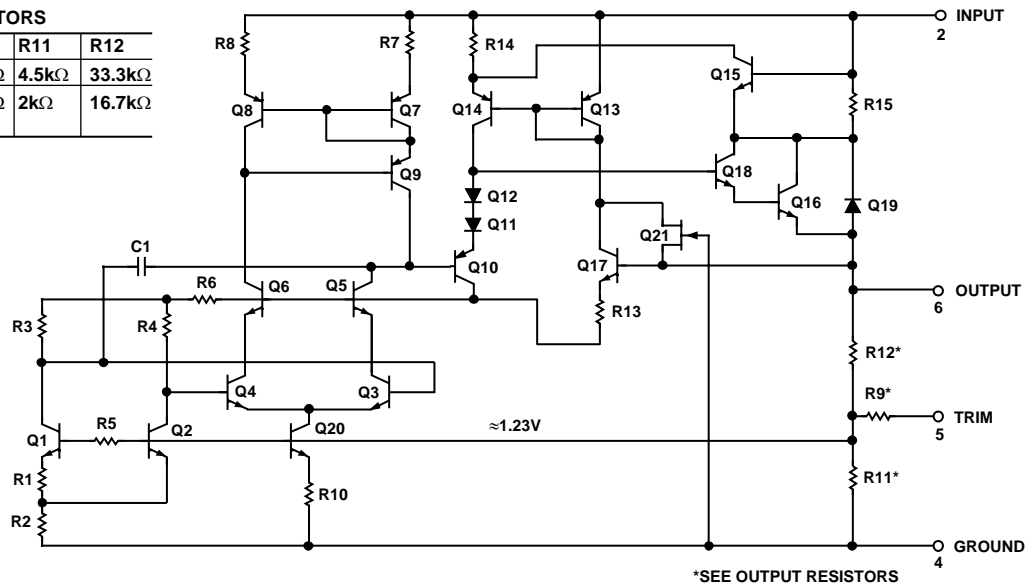 TORS
R11 R12
Ω 4.5kΩ 33.3kΩ
Ω 2kΩ 16.7kΩ
R8
R7
R14
INPUT
2
Q15
Q8
Q7
Q14
Q13
R15
Q9
Q18
Q12
Q16
Q19
Q11
C1
Q21
Q10
Q17
R6
Q6
Q5
OUTPUT
6
R3
R4
R13
R12*
Q4
Q3
R9*
TRIM
5
Q1
R5
Q2
Q20
≈1.23V
R1
R10
R11*
R2
GROUND
4
*SEE OUTPUT RESISTORS